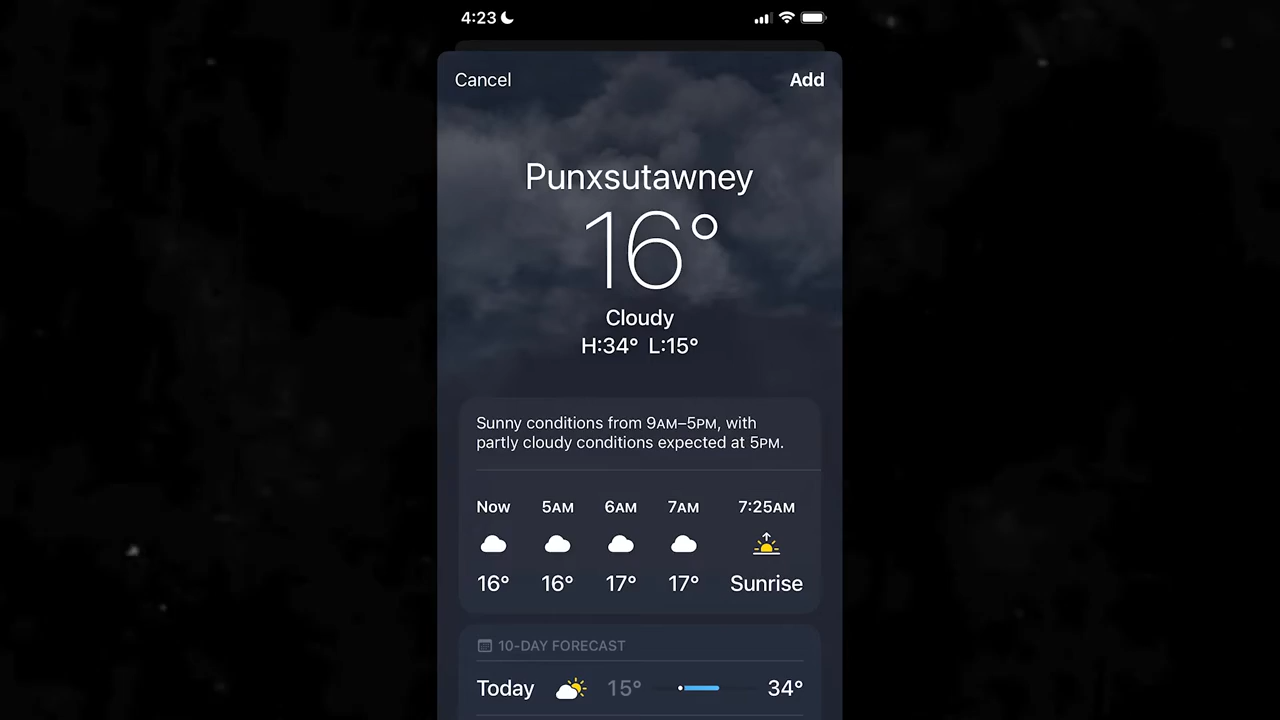 4:23
Cancel Add
Punxsutawney
16°
Cloudy
H:34° L:15°
Sunny conditions from 9AM–5PM, with
partly cloudy conditions expected at 5PM.
Now 5AM 6AM 7AM 7:25AM
16° 16° 17° 17° Sunrise
10-DAY FORECAST
Today 15° 34°